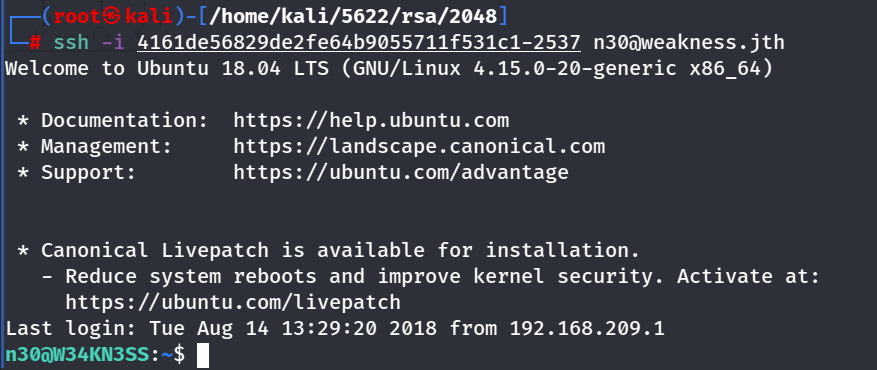 ┌──(root㉿kali)-[/home/kali/5622/rsa/2048]
└─# ssh -i 4161de56829de2fe64b9055711f531c1-2537 n30@weakness.jth
Welcome to Ubuntu 18.04 LTS (GNU/Linux 4.15.0-20-generic x86_64)
* Documentation:  https://help.ubuntu.com
* Management:     https://landscape.canonical.com
* Support:        https://ubuntu.com/advantage
* Canonical Livepatch is available for installation.
- Reduce system reboots and improve kernel security. Activate at:
https://ubuntu.com/livepatch
Last login: Tue Aug 14 13:29:20 2018 from 192.168.209.1
n30@W34KN3SS:~$